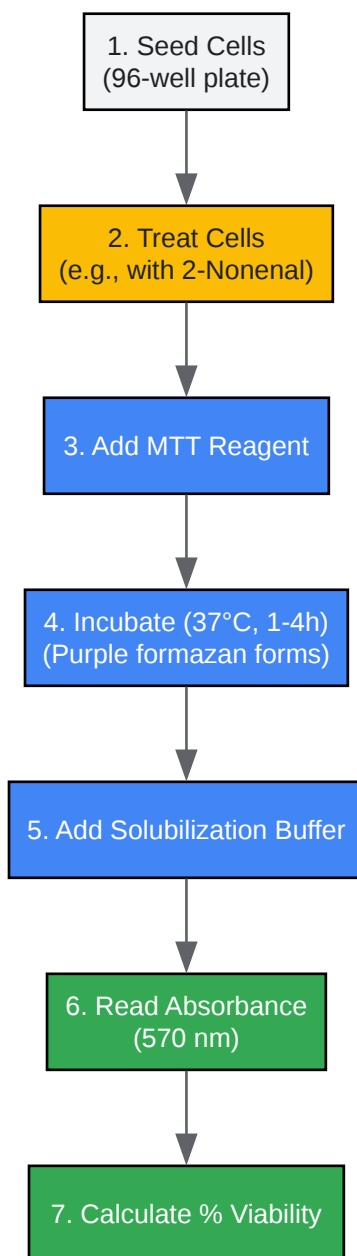 1. Seed Cells
(96-well plate)
2. Treat Cells
(e.g., with 2-Nonenal)
3. Add MTT Reagent
4. Incubate (37°C, 1-4h)
(Purple formazan forms)
5. Add Solubilization Buffer
6. Read Absorbance
(570 nm)
7. Calculate % Viability